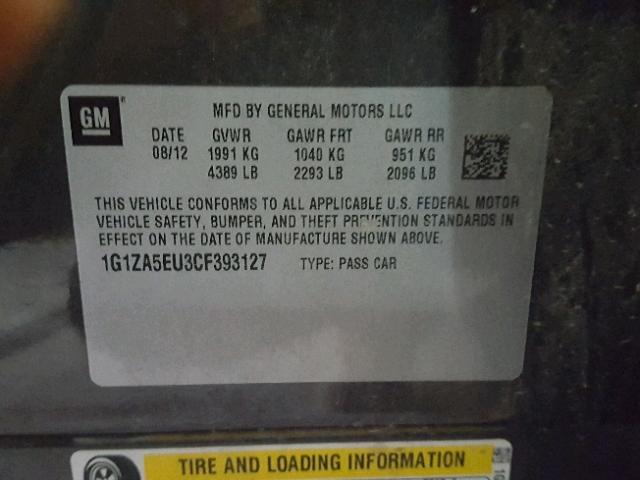 GM
MFD BY GENERAL MOTORS LLC
DATE GVWR GAWR FRT GAWR RR
08/12 1991 KG 1040 KG 951 KG
4389 LB 2293 LB 2096 LB
THIS VEHICLE CONFORMS TO ALL APPLICABLE U.S. FEDERAL MOTOR
VEHICLE SAFETY, BUMPER, AND THEFT PREVENTION STANDARDS IN
EFFECT ON THE DATE OF MANUFACTURE SHOWN ABOVE.
1G1ZA5EU3CF393127 TYPE: PASS CAR
TIRE AND LOADING INFORMATION